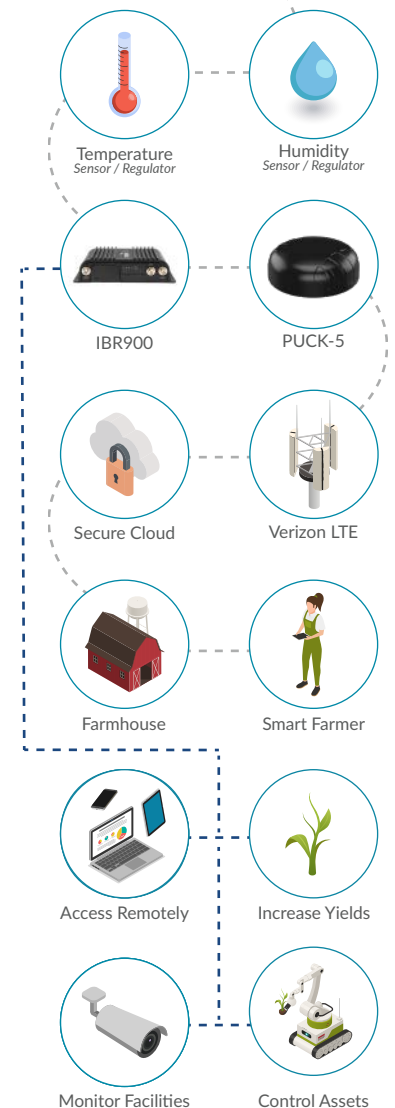 Temperature
Sensor / Regulator
Humidity
Sensor / Regulator
IBR900
PUCK-5
Secure Cloud
Verizon LTE
Farmhouse
Smart Farmer
Access Remotely
Increase Yields
Monitor Facilities
Control Assets